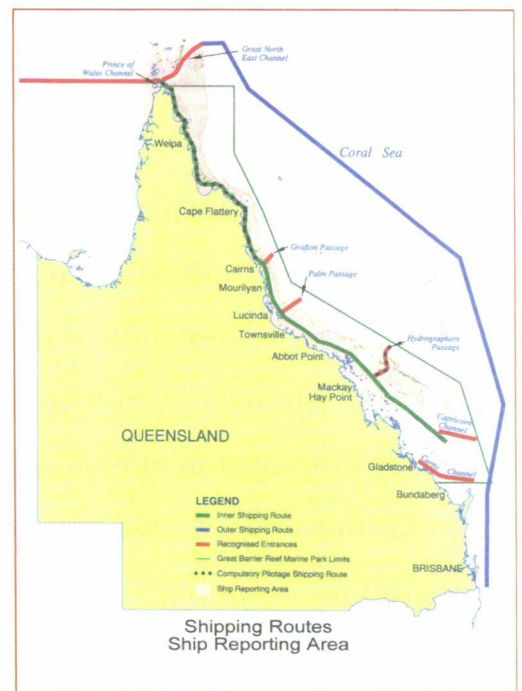 Great North
East Channel
Prince of
Wales Channel
Coral Sea
Weipa
Cape Flattery
Grafton Passage
Cairns
Palm Passage
Mourilyan
Lucinda
Townsville
Hydrographers
Passage
Abbot Point
Mackay
Hay Point
Capricorn
Channel
QUEENSLAND
Gladstone
Channel
Bundaberg
LEGEND
Inner Shipping Route
Outer Shipping Route
Recognised Entrances
Great Barrier Reef Marine Park Limits
Compulsory Pilotage Shipping Route
Ship Reporting Area
BRISBANE
Shipping Routes
Ship Reporting Area